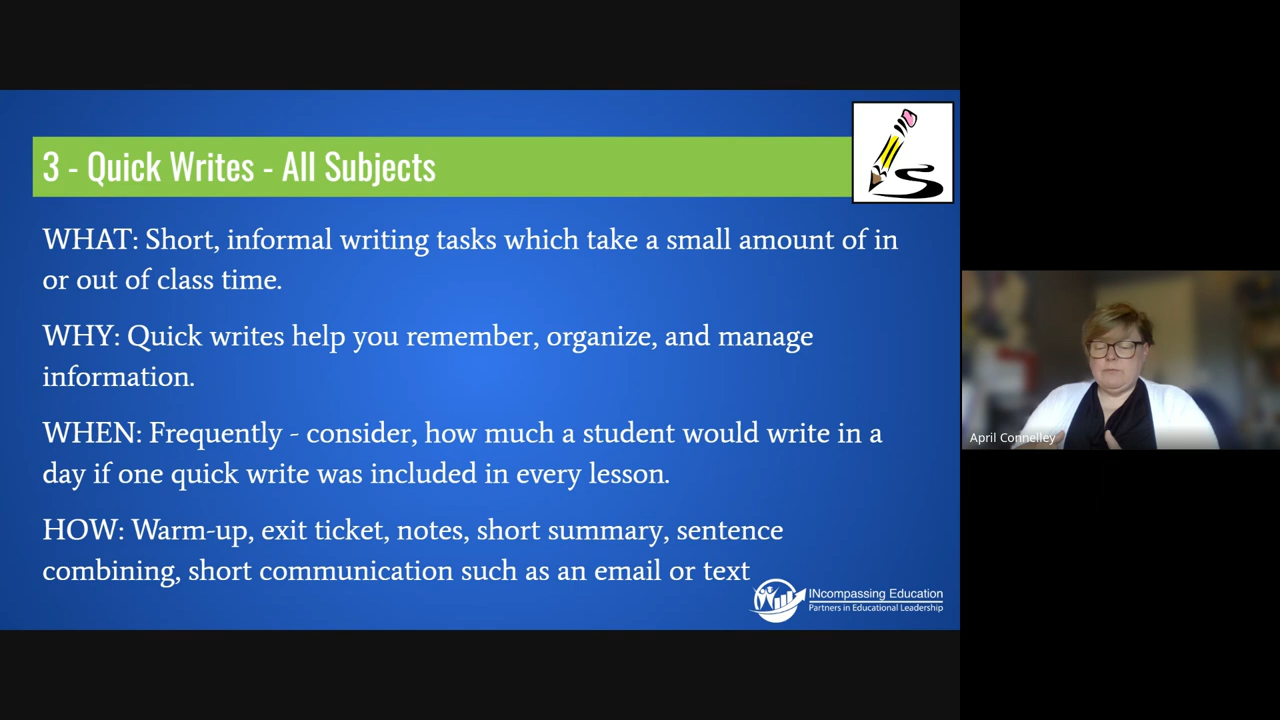 3 - Quick Writes - All Subjects
WHAT: Short, informal writing tasks which take a small amount of in
or out of class time.
WHY: Quick writes help you remember, organize, and manage
information.
WHEN: Frequently - consider, how much a student would write in a
day if one quick write was included in every lesson.
HOW: Warm-up, exit ticket, notes, short summary, sentence
combining, short communication such as an email or text
INcompassing Education
Partners in Educational Leadership
April Connelley